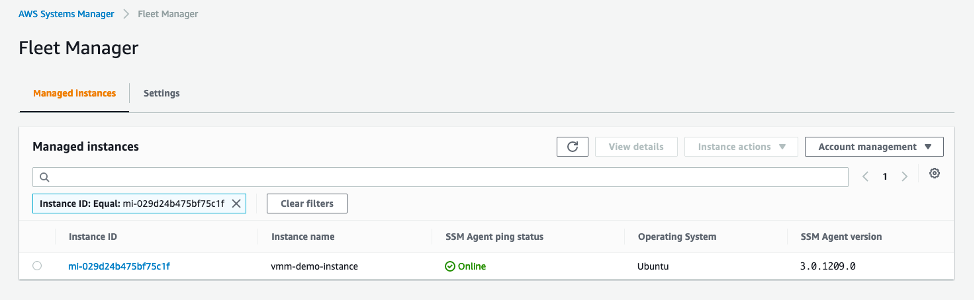 AWS Systems Manager > Fleet Manager
Fleet Manager
Managed Instances Settings
Managed instances View details Instance actions Account management
1
Instance ID: Equal: mi-029d24b475bf75c1f Clear filters
Instance ID Instance name SSM Agent ping status Operating System SSM Agent version
mi-029d24b475bf75c1f vmm-demo-instance Online Ubuntu 3.0.1209.0